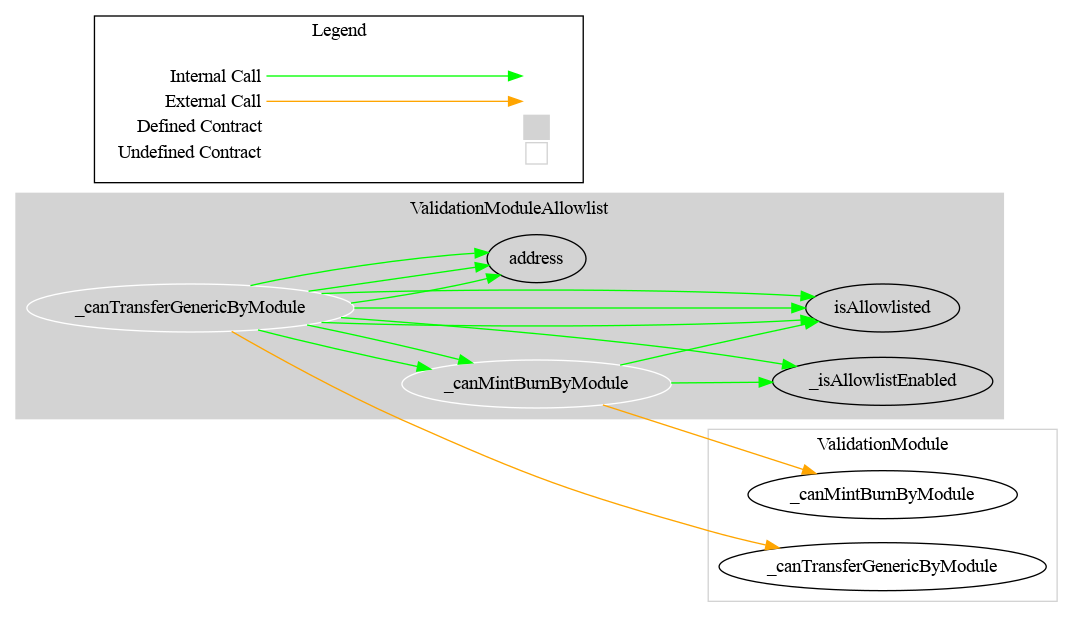 Legend
Internal Call
External Call
Defined Contract
Undefined Contract
ValidationModuleAllowlist
address
_canTransferGenericByModule
isAllowlisted
_canMintBurnByModule
_isAllowlistEnabled
ValidationModule
_canMintBurnByModule
_canTransferGenericByModule